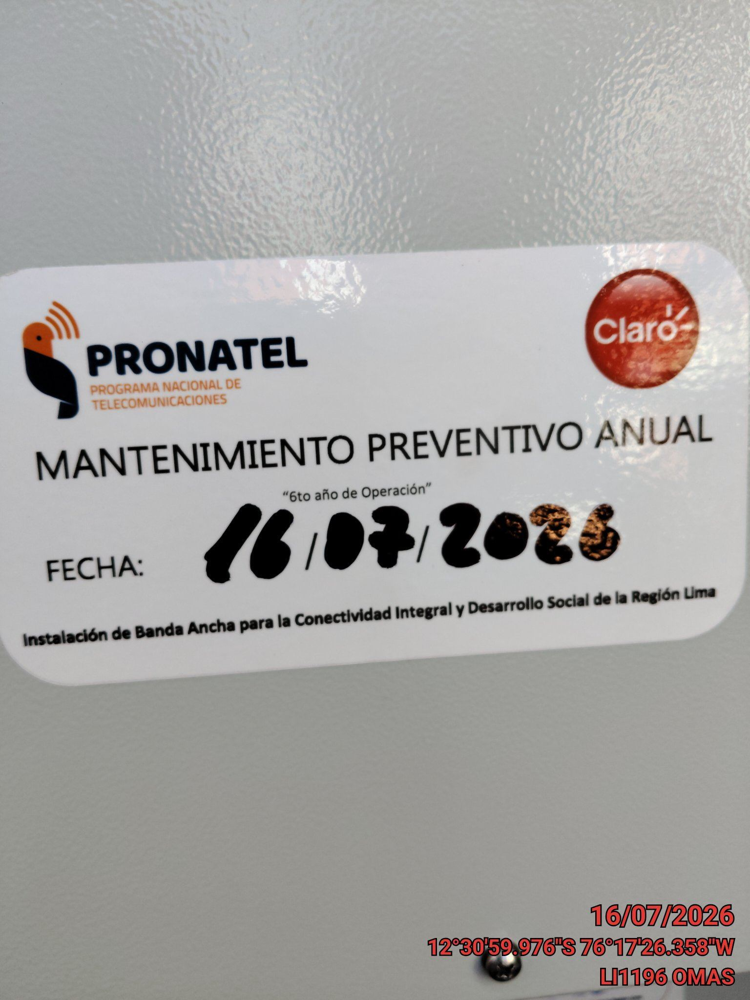 PRONATEL
PROGRAMA NACIONAL DE
TELECOMUNICACIONES
Claro
MANTENIMIENTO PREVENTIVO ANUAL
“6to año de Operación”
FECHA: 16/07/2026
Instalación de Banda Ancha para la Conectividad Integral y Desarrollo Social de la Región Lima
16/07/2026
12°30'59.976"S 76°17'26.358"W
LI1196 OMAS